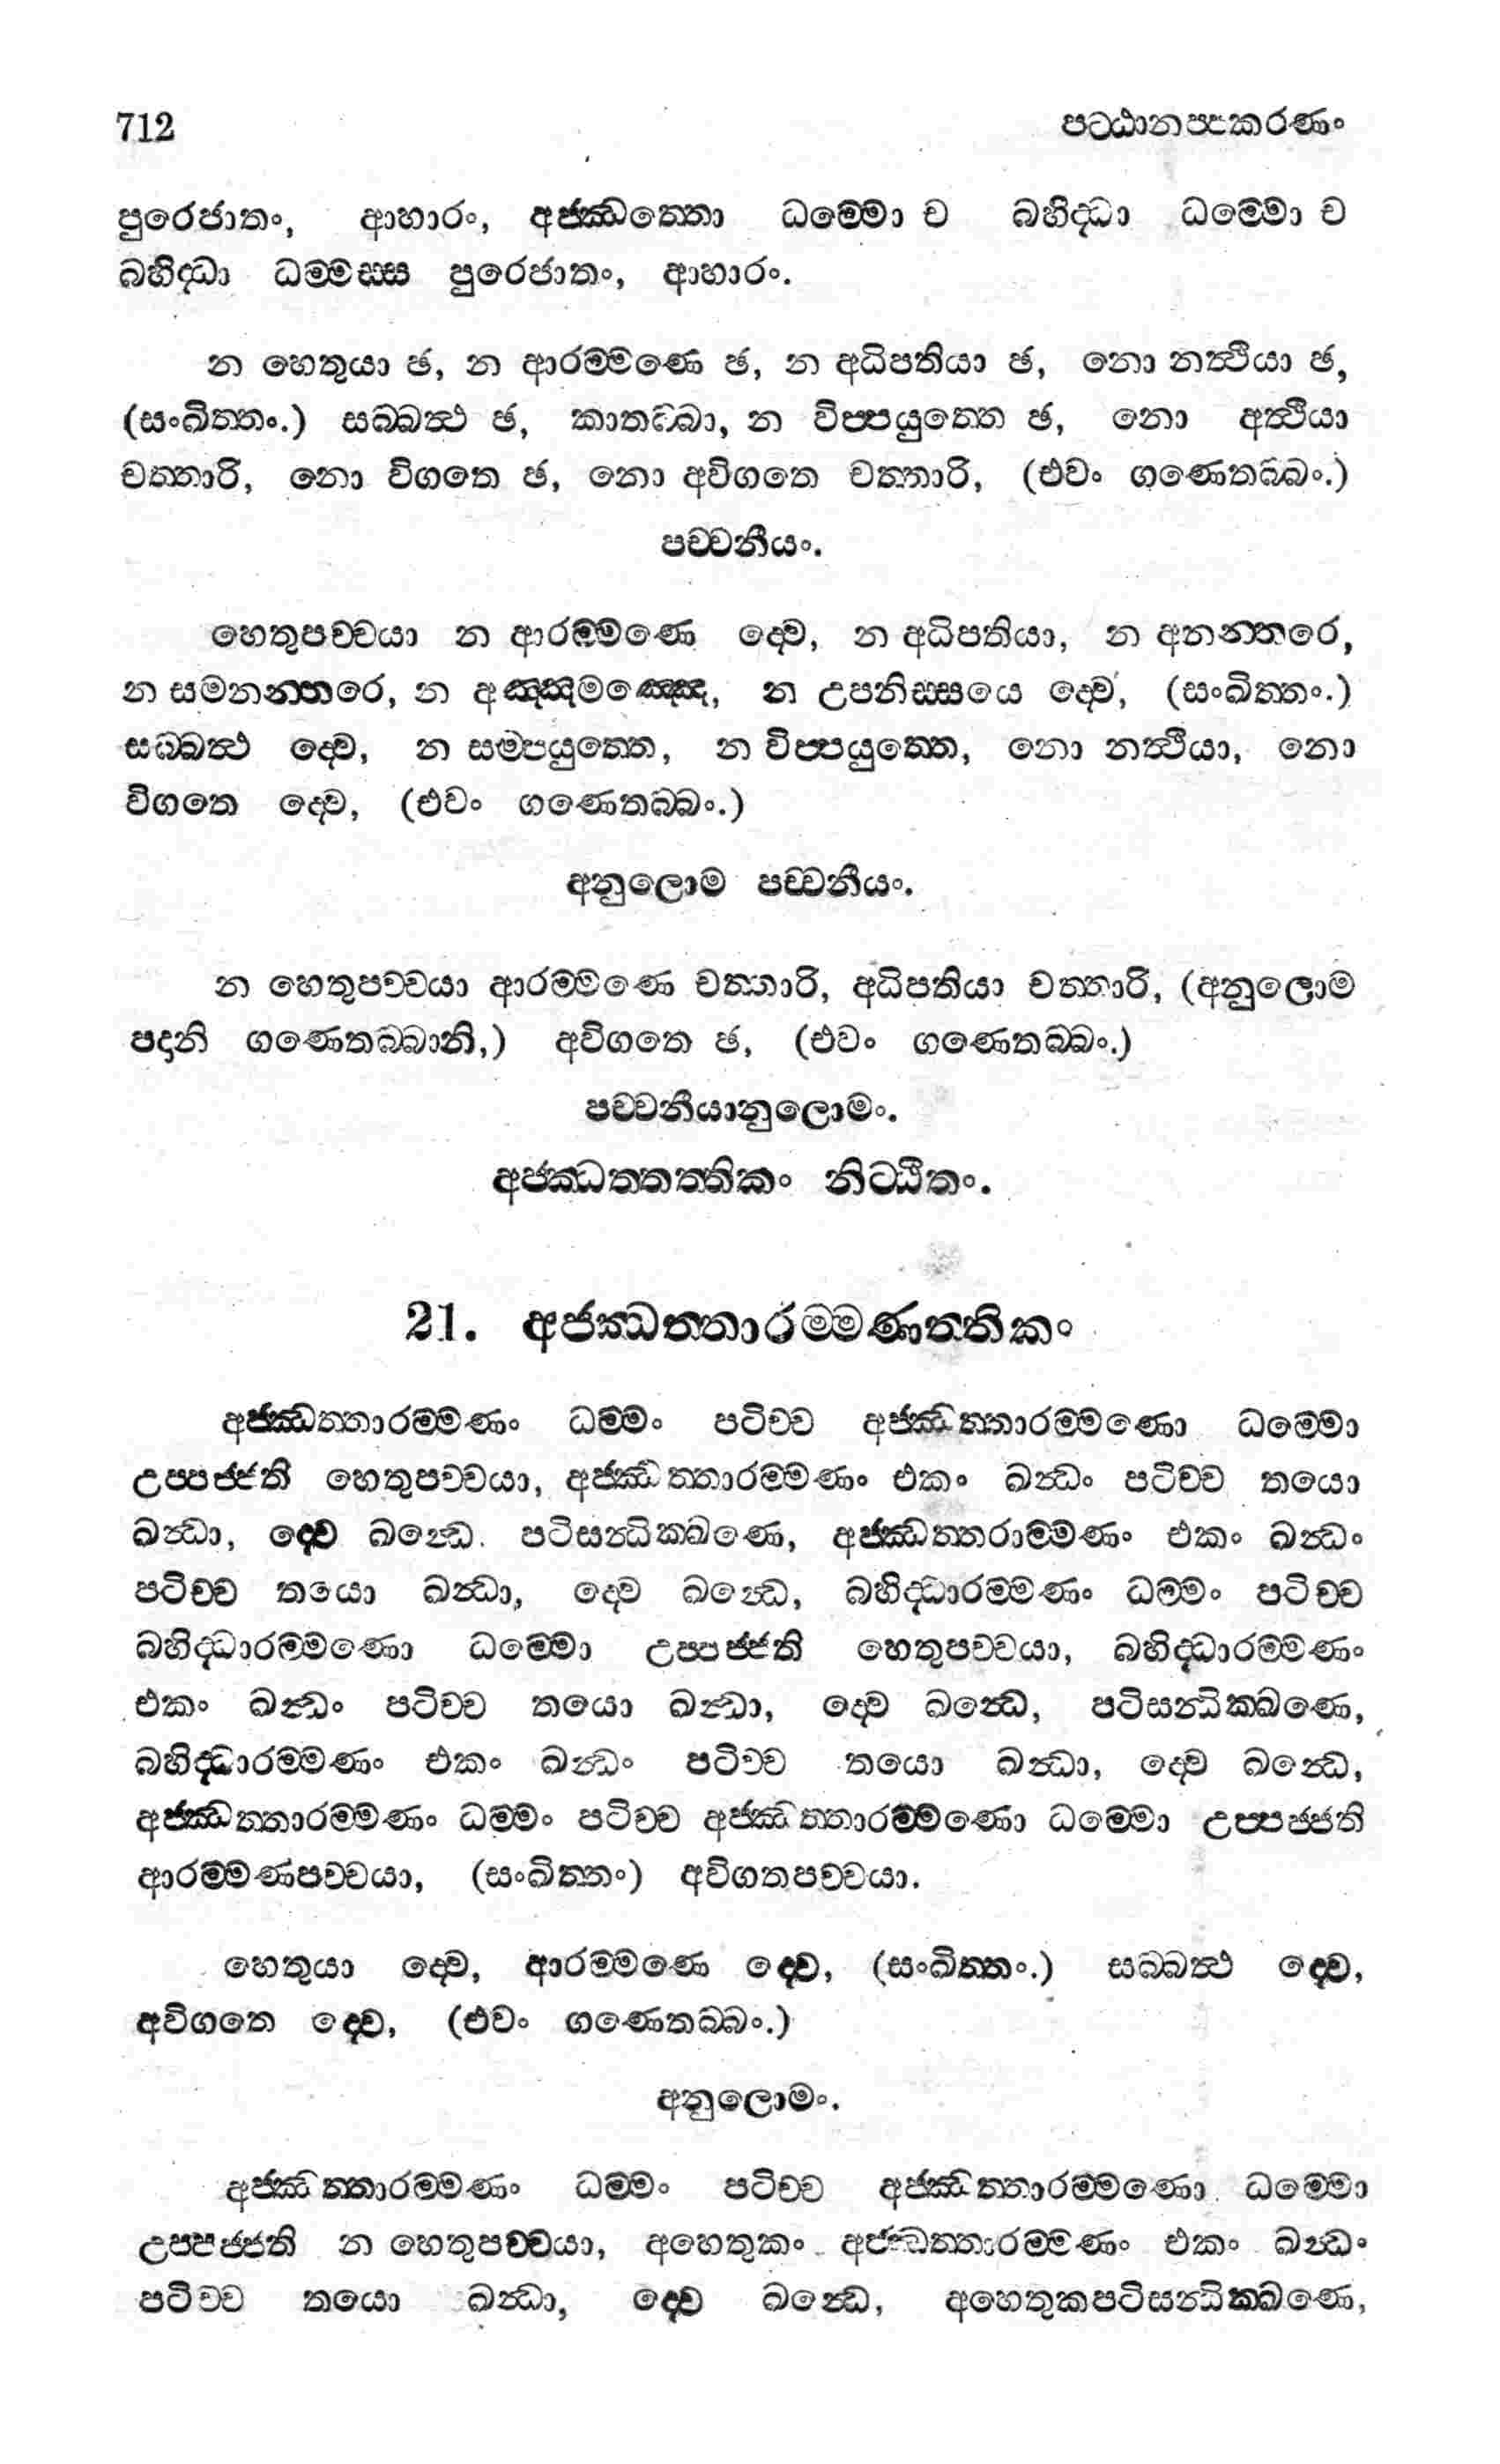 712 පට්ඨානප්පකරණං
පුරෙජාතං, ආහාරං, අජ්ඣත්තො ධම්මො ච බහිද්ධා ධම්මො ච
බහිද්ධා ධම්මස්ස පුරෙජාතං, ආහාරං.
න හෙතුයා ඡ, න ආරම්මණෙ ඡ, න අධිපතියා ඡ, නො නත්ථියා ඡ,
(සංඛිත්තං.) සබ්බත්ථ ඡ, කාතබ්බා, න විප්පයුත්තෙ ඡ, නො අත්ථියා
චත්තාරි, නො විගතෙ ඡ, නො අවිගතෙ චත්තාරි, (එවං ගණෙතබ්බං.)
පච්චනීයං.
හෙතුපච්චයා න ආරම්මණෙ ද්වෙ, න අධිපතියා, න අනන්තරෙ,
න සමනන්තරෙ, න අඤ්ඤමඤ්ඤෙ, න උපනිස්සයෙ ද්වෙ, (සංඛිත්තං.)
සබ්බත්ථ ද්වෙ, න සම්පයුත්තෙ, න විප්පයුත්තෙ, නො නත්ථියා, නො
විගතෙ ද්වෙ, (එවං ගණෙතබ්බං.)
අනුලොම පච්චනීයං.
න හෙතුපච්චයා ආරම්මණෙ චත්තාරි, අධිපතියා චත්තාරි, (අනුලොම
පදානි ගණෙතබ්බානි,) අවිගතෙ ඡ, (එවං ගණෙතබ්බං.)
පච්චනීයානුලොමං.
අජ්ඣත්තත්තිකං නිට්ඨිතං.
21. අජ්ඣත්තාරම්මණත්තිකං
අජ්ඣත්තාරම්මණං ධම්මං පටිච්ච අජ්ඣත්තාරම්මණො ධම්මො
උප්පජ්ජති හෙතුපච්චයා, අජ්ඣත්තාරම්මණං එකං ඛන්ධං පටිච්ච තයො
ඛන්ධා, ද්වෙ ඛන්ධෙ. පටිසන්ධික්ඛණෙ, අජ්ඣත්තරාම්මණං එකං ඛන්ධං
පටිච්ච තයො ඛන්ධා, ද්වෙ ඛන්ධෙ, බහිද්ධාරම්මණං ධම්මං පටිච්ච
බහිද්ධාරම්මණො ධම්මො උප්පජ්ජති හෙතුපච්චයා, බහිද්ධාරම්මණං
එකං ඛන්ධං පටිච්ච තයො ඛන්ධා, ද්වෙ ඛන්ධෙ, පටිසන්ධික්ඛණෙ,
බහිද්ධාරම්මණං එකං ඛන්ධං පටිච්ච තයො ඛන්ධා, ද්වෙ ඛන්ධෙ,
අජ්ඣත්තාරම්මණං ධම්මං පටිච්ච අජ්ඣත්තාරම්මණො ධම්මො උප්පජ්ජති
ආරම්මණපච්චයා, (සංඛිත්තං) අවිගතපච්චයා.
හෙතුයා ද්වෙ, ආරම්මණෙ ද්වෙ, (සංඛිත්තං.) සබ්බත්ථ ද්වෙ,
අවිගතෙ ද්වෙ, (එවං ගණෙතබ්බං.)
අනුලොමං.
අජ්ඣත්තාරම්මණං ධම්මං පටිච්ච අජ්ඣත්තාරම්මණො ධම්මො
උප්පජ්ජති න හෙතුපච්චයා, අහෙතුකං අජ්ඣත්තාරම්මණං එකං ඛන්ධං
පටිච්ච තයො ඛන්ධා, ද්වෙ ඛන්ධෙ, අහෙතුකපටිසන්ධික්ඛණෙ,